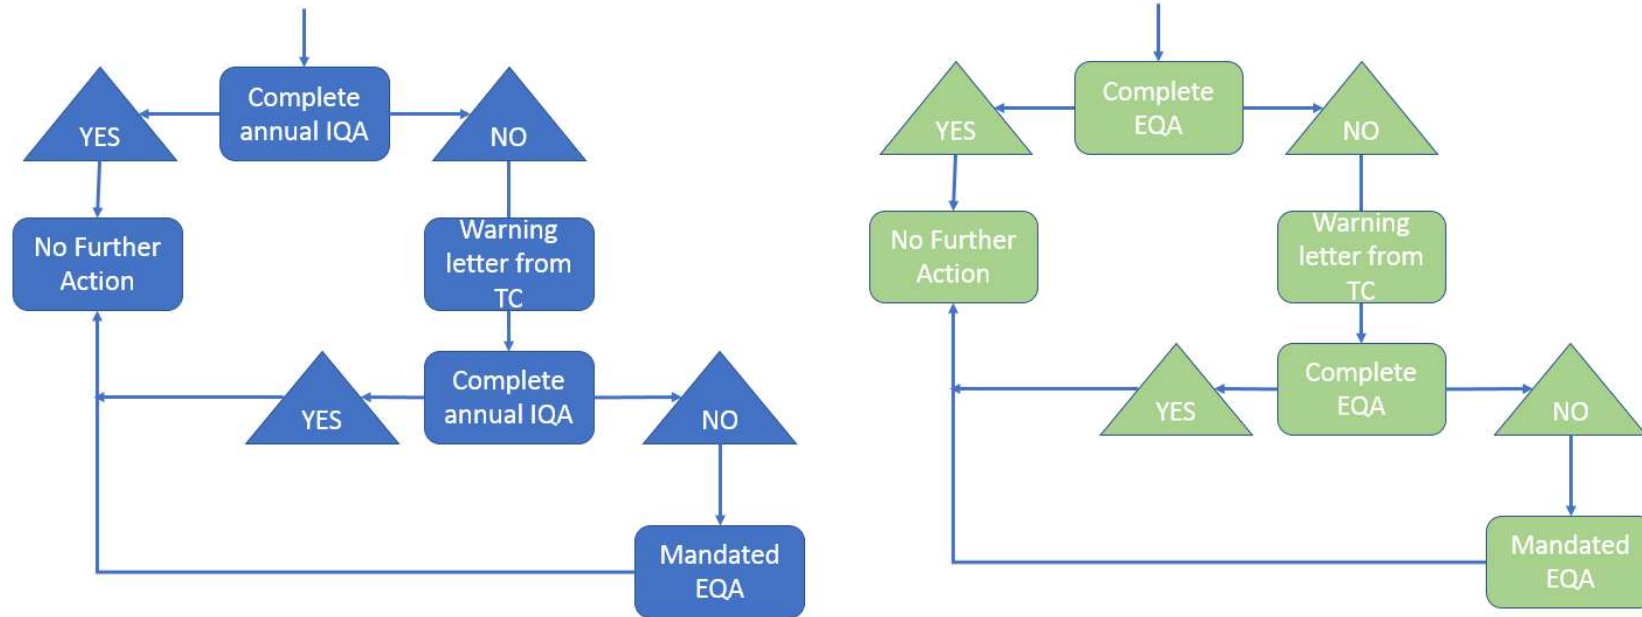 Complete
annual IQA
YES
NO
No Further
Action
Warning
letter from
TC
Complete
annual IQA
YES
NO
Mandated
EQA
Complete
EQA
YES
NO
No Further
Action
Warning
letter from
TC
Complete
EQA
YES
NO
Mandated
EQA